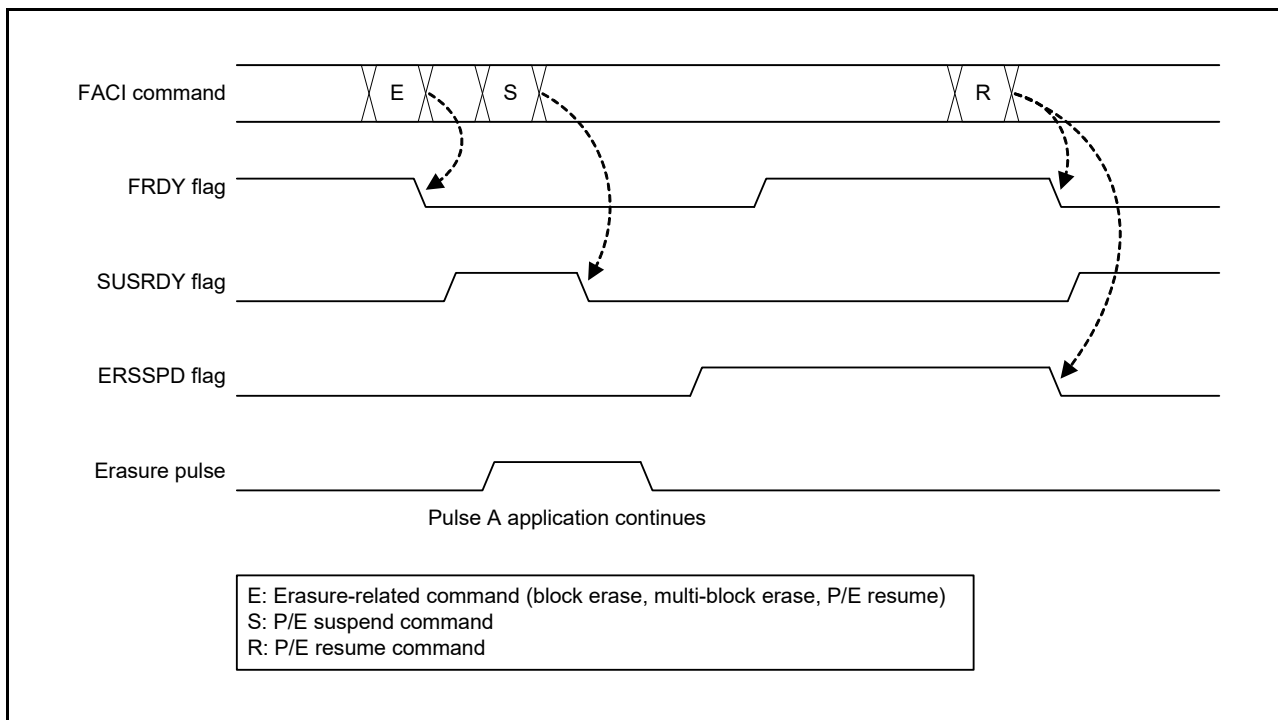 FACI command
E
S
R
FRDY flag
SUSRDY flag
ERSSPD flag
Erasure pulse
Pulse A application continues
E: Erasure-related command (block erase, multi-block erase, P/E resume)
S: P/E suspend command
R: P/E resume command